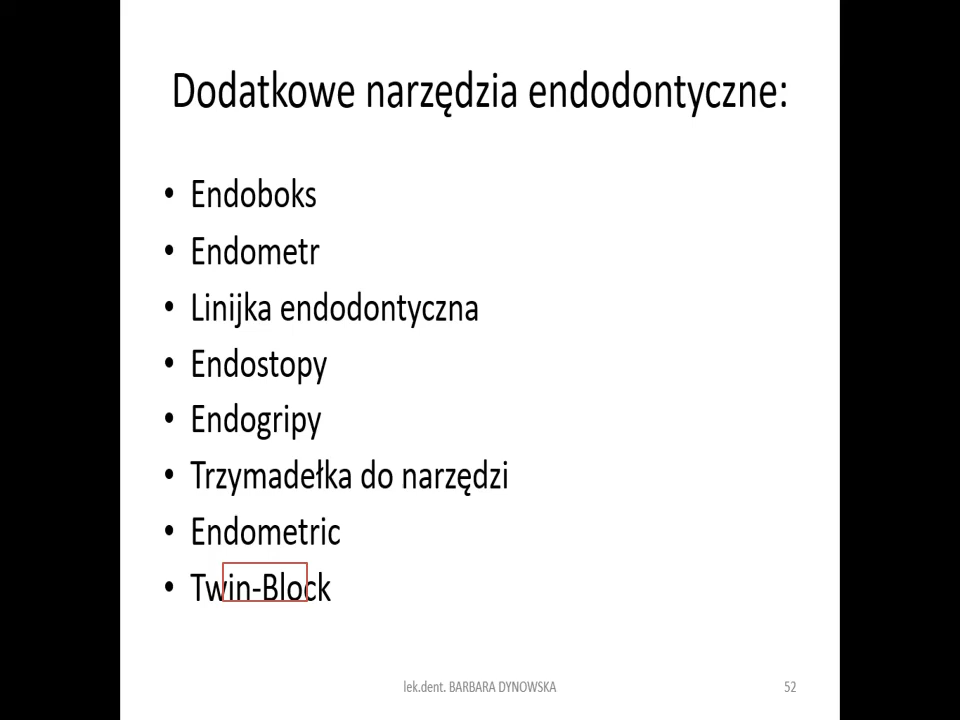 Dodatkowe narzędzia endodontyczne:
• Endoboks
• Endometr
• Linijka endodontyczna
• Endostopy
• Endogripy
• Trzymadełka do narzędzi
• Endometric
• Twin-Block
lek.dent. BARBARA DYNOWSKA
52